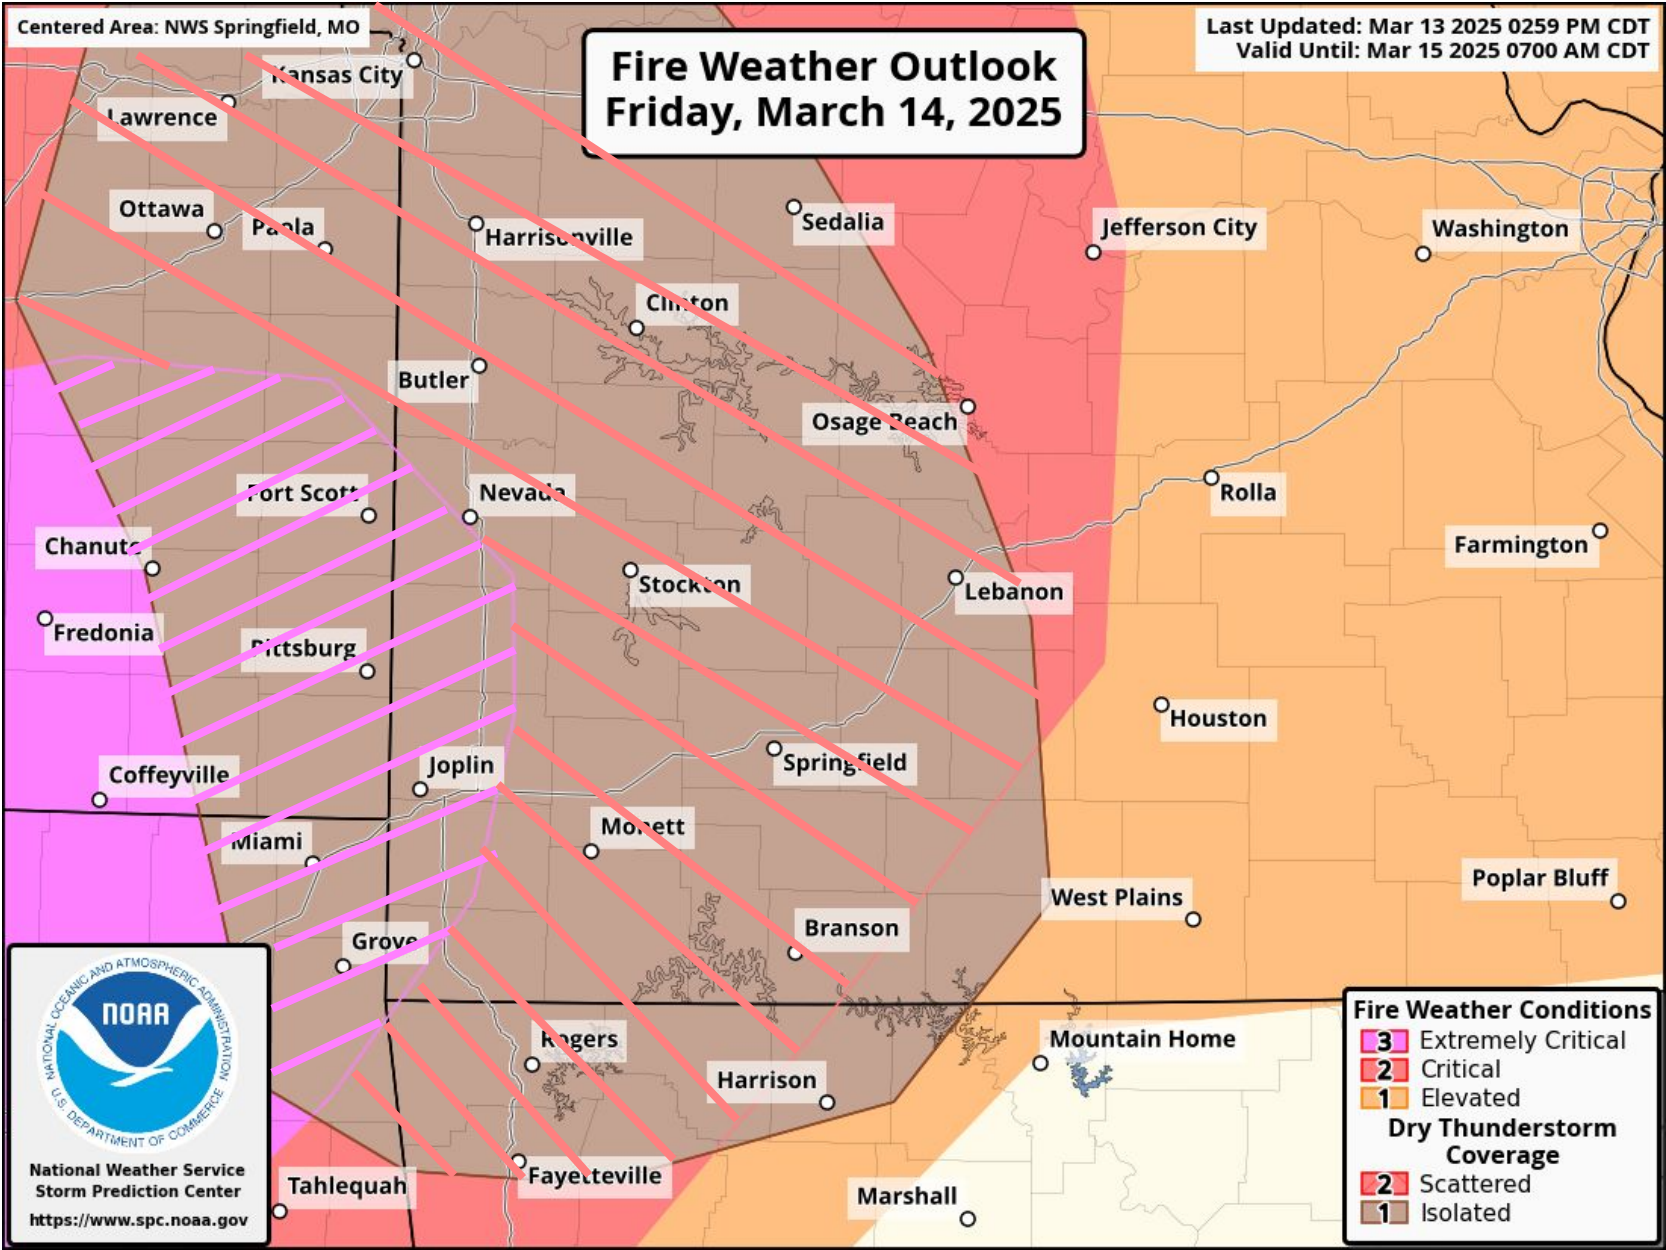 Centered Area: NWS Springfield, MO
Fire Weather Outlook
Friday, March 14, 2025
Last Updated: Mar 13 2025 0259 PM CDT
Valid Until: Mar 15 2025 0700 AM CDT
Kansas City
Lawrence
Ottawa
Paola
Harrisonville
Sedalia
Jefferson City
Washington
Clinton
Butler
Osage Beach
Fort Scott
Nevada
Rolla
Chanute
Farmington
Stockton
Lebanon
Fredonia
Pittsburg
Houston
Coffeyville
Joplin
Springfield
Miami
Monett
Poplar Bluff
West Plains
Grove
Branson
Rogers
Mountain Home
Harrison
Tahlequah
Fayetteville
Marshall
NATIONAL OCEANIC AND ATMOSPHERIC ADMINISTRATION
NOAA
U.S. DEPARTMENT OF COMMERCE
National Weather Service
Storm Prediction Center
https://www.spc.noaa.gov
Fire Weather Conditions
3 Extremely Critical
2 Critical
1 Elevated
Dry Thunderstorm
Coverage
2 Scattered
1 Isolated